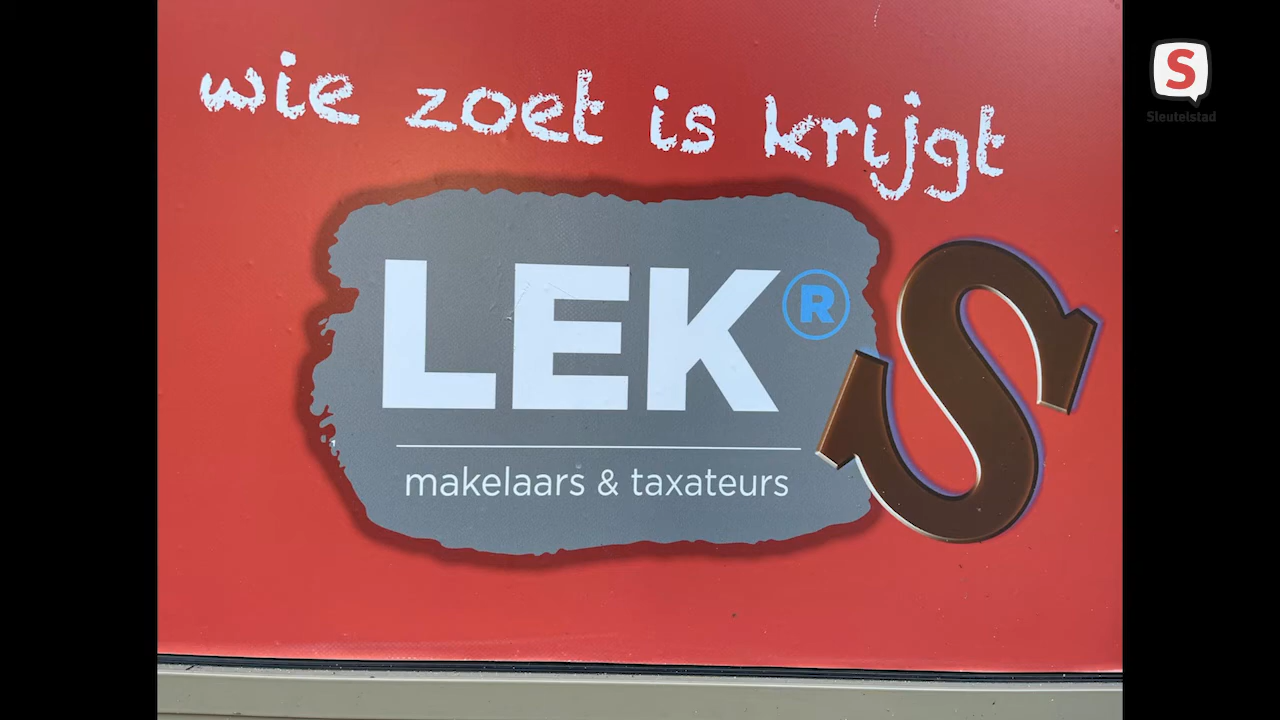 wie zoet is krijgt
LEK®
S
makelaars & taxateurs
S
Sleutelstad